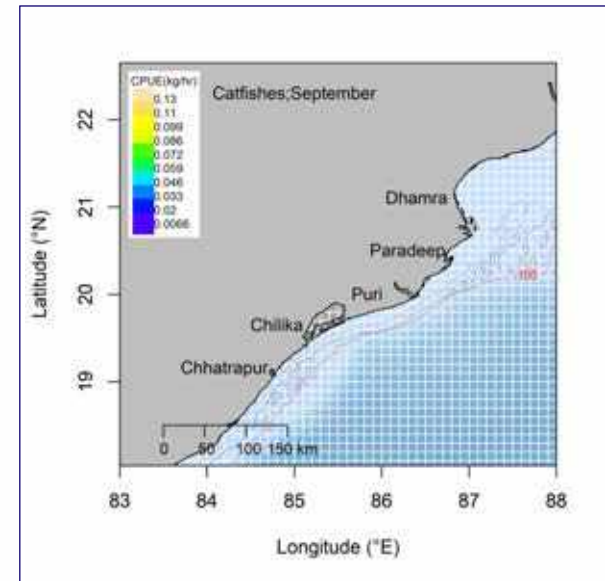 CPUE(kg/hr)
Catfishes;September
0.13
0.11
0.099
0.086
0.072
0.059
0.046
0.033
0.02
0.0066
22
21
20
19
Latitude (°N)
Dhamra
Paradeep
Puri
Chilika
Chhatrapur
100
0 50 100 150 km
83 84 85 86 87 88
Longitude (°E)